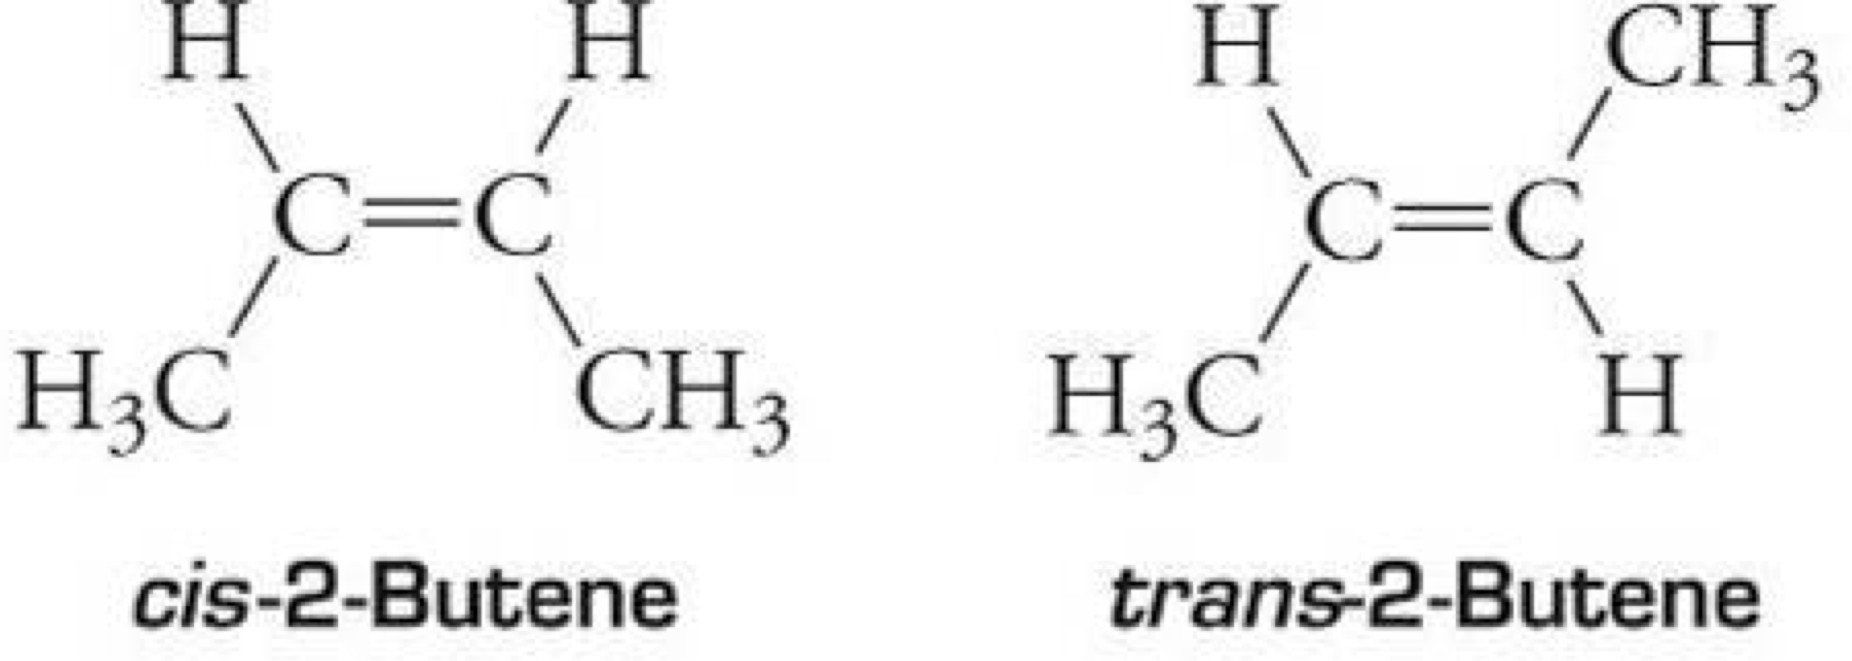 H H H CH₃
C=C C=C
H₃C CH₃ H₃C H
cis-2-Butene trans-2-Butene